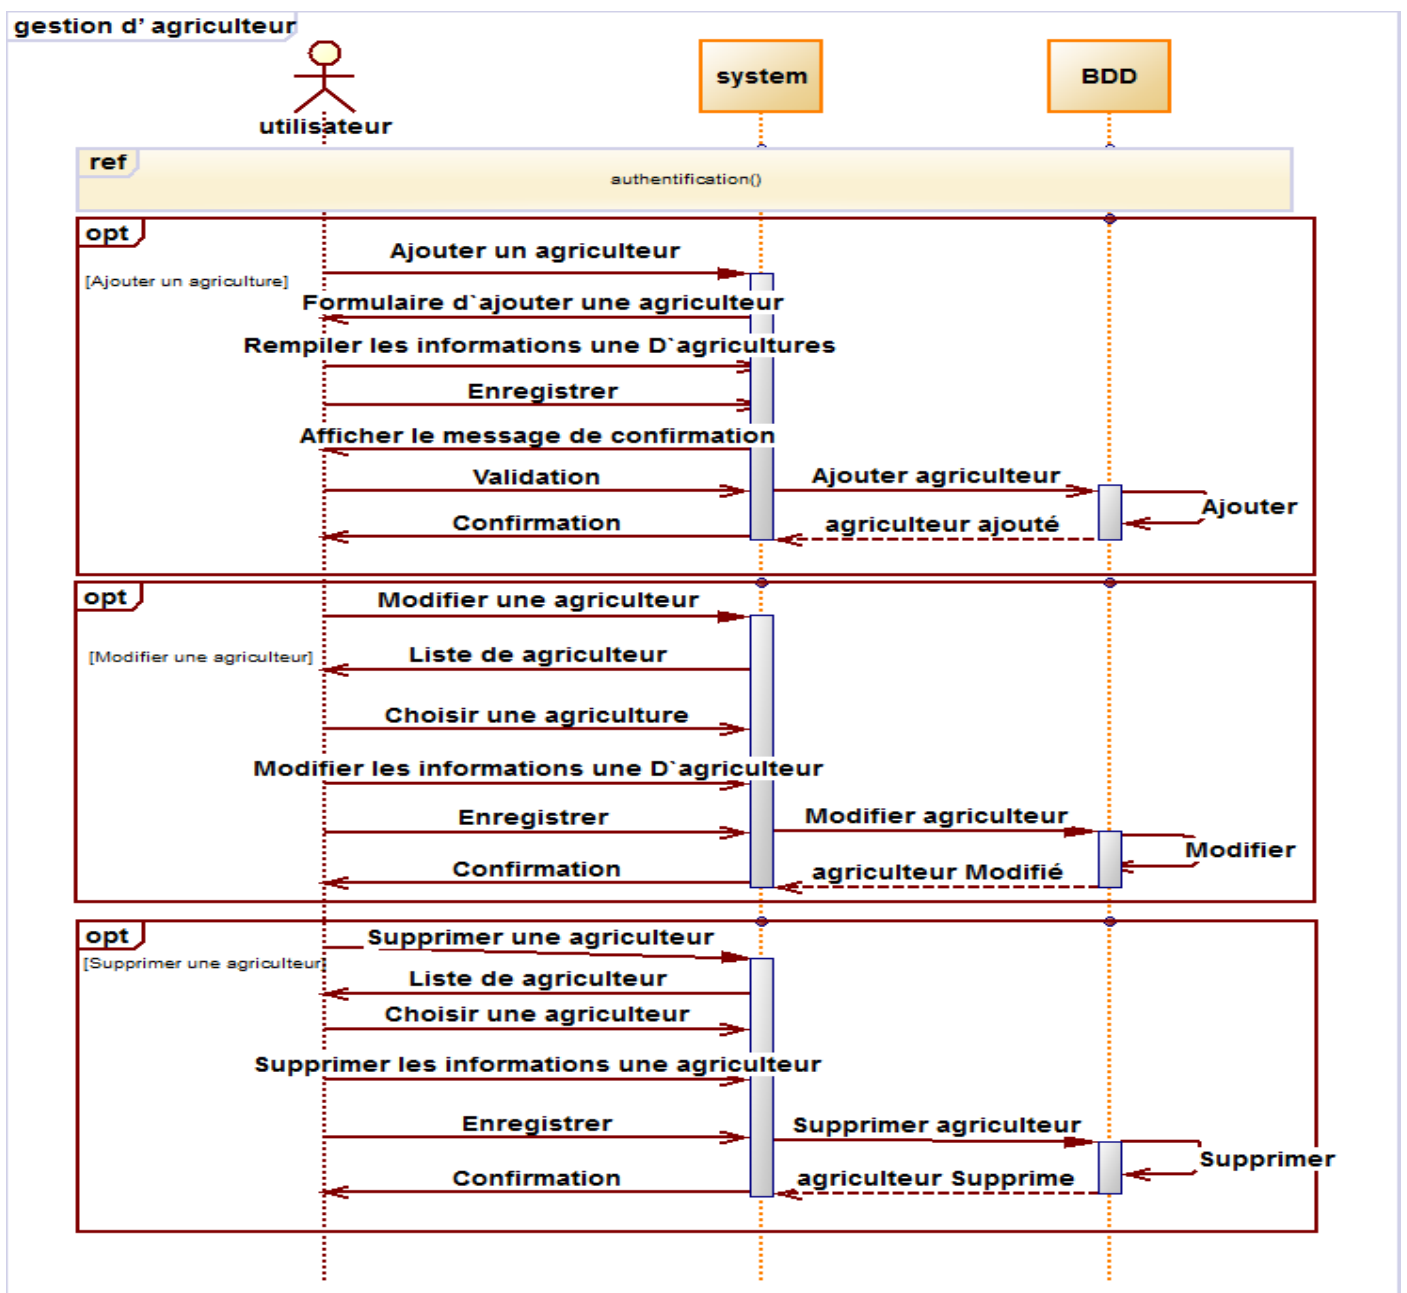 gestion d' agriculteur
utilisateur
system
BDD
ref
authentification()
opt
[Ajouter un agriculture]
Ajouter un agriculteur
Formulaire d`ajouter une agriculteur
Rempiler les informations une D`agricultures
Enregistrer
Afficher le message de confirmation
Validation
Ajouter agriculteur
Ajouter
Confirmation
agriculteur ajouté
opt
[Modifier une agriculteur]
Modifier une agriculteur
Liste de agriculteur
Choisir une agriculture
Modifier les informations une D`agriculteur
Enregistrer
Modifier agriculteur
Modifier
Confirmation
agriculteur Modifié
opt
[Supprimer une agriculteur]
Supprimer une agriculteur
Liste de agriculteur
Choisir une agriculteur
Supprimer les informations une agriculteur
Enregistrer
Supprimer agriculteur
Supprimer
Confirmation
agriculteur Supprime